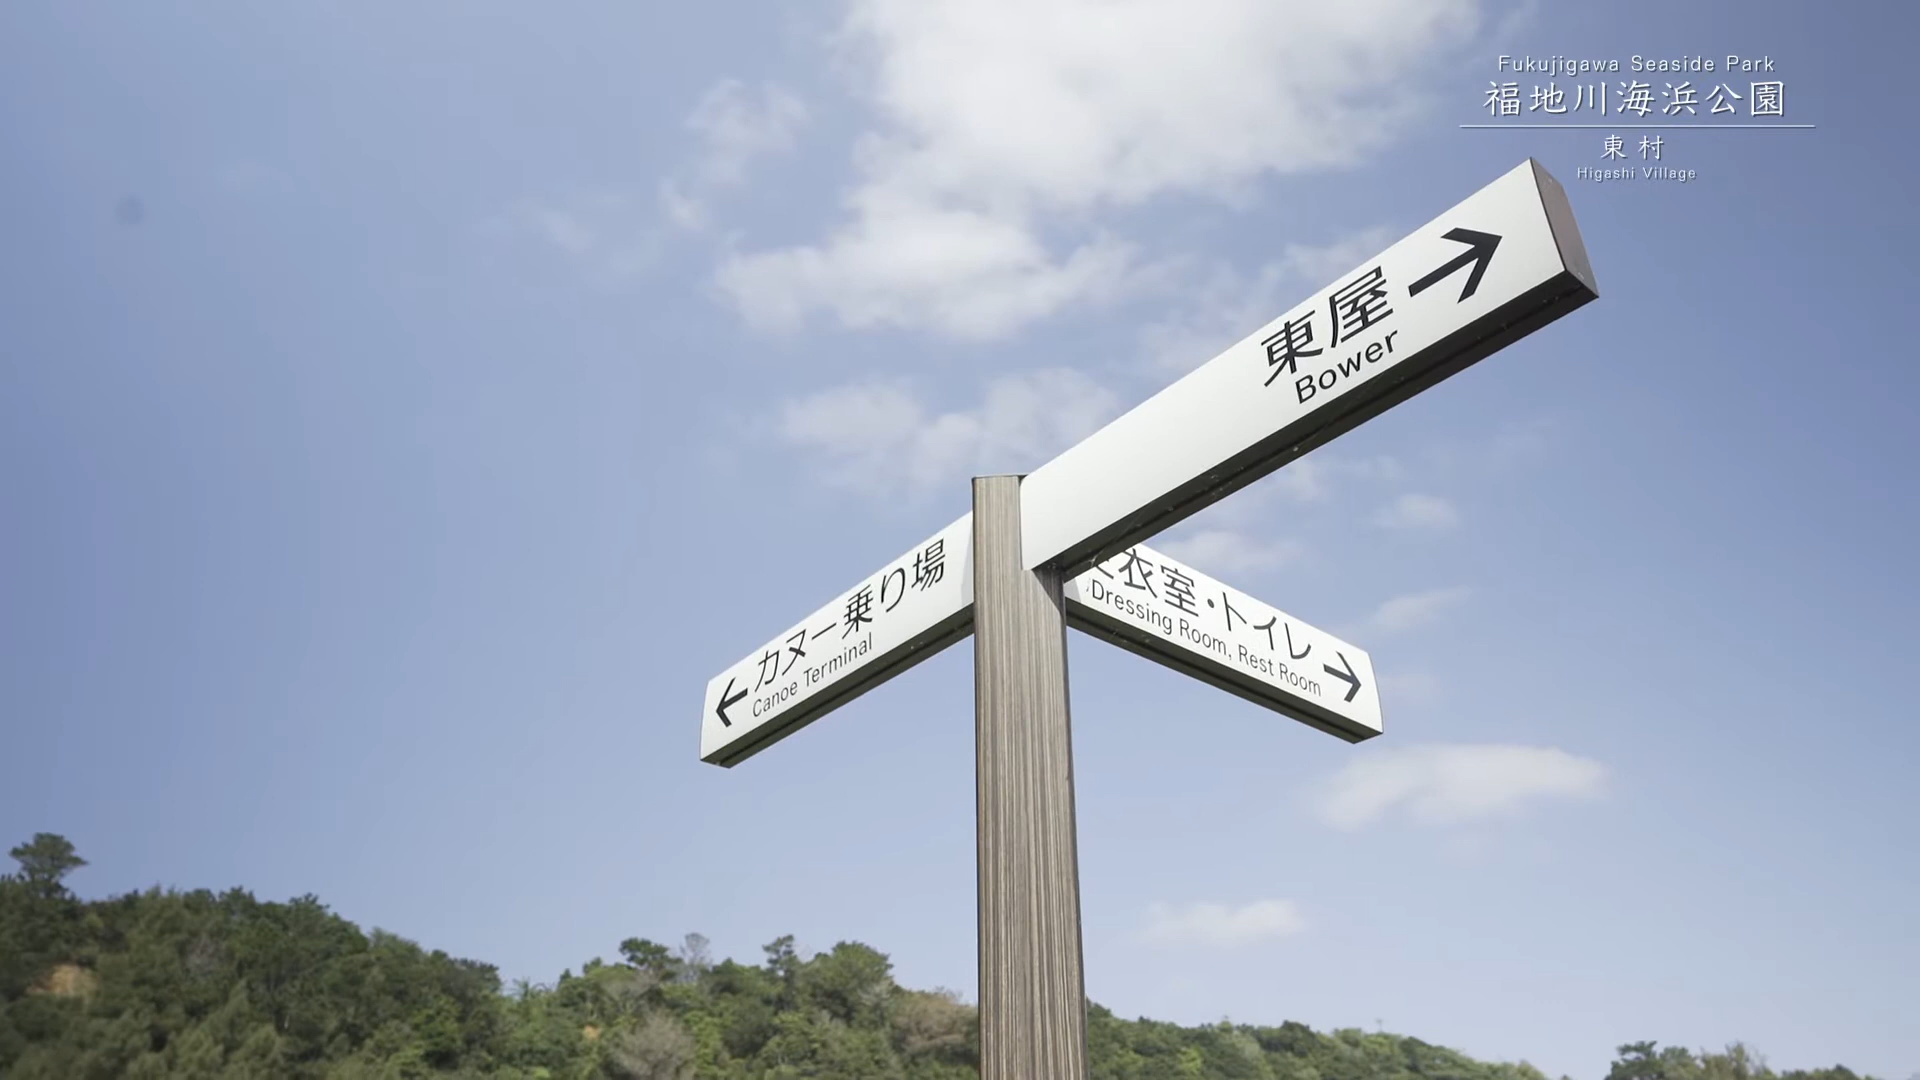 Fukujigawa Seaside Park
福地川海浜公園
東村
Higashi Village
東屋
Bower
カヌー乗り場
Canoe Terminal
衣室・トイレ
Dressing Room, Rest Room